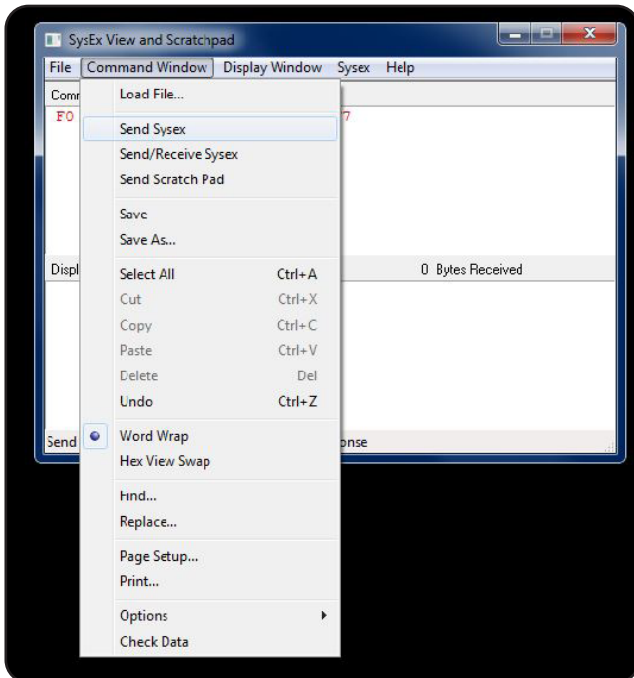 SysEx View and Scratchpad
File Command Window Display Window Sysex Help
Load File...
F0 7
Send Sysex
Send/Receive Sysex
Send Scratch Pad
Save
Save As...
0 Bytes Received
Select All Ctrl+A
Cut Ctrl+X
Copy Ctrl+C
Paste Ctrl+V
Delete Del
Undo Ctrl+Z
Send Word Wrap
Hex View Swap
Find...
Replace...
Page Setup...
Print...
Options
Check Data